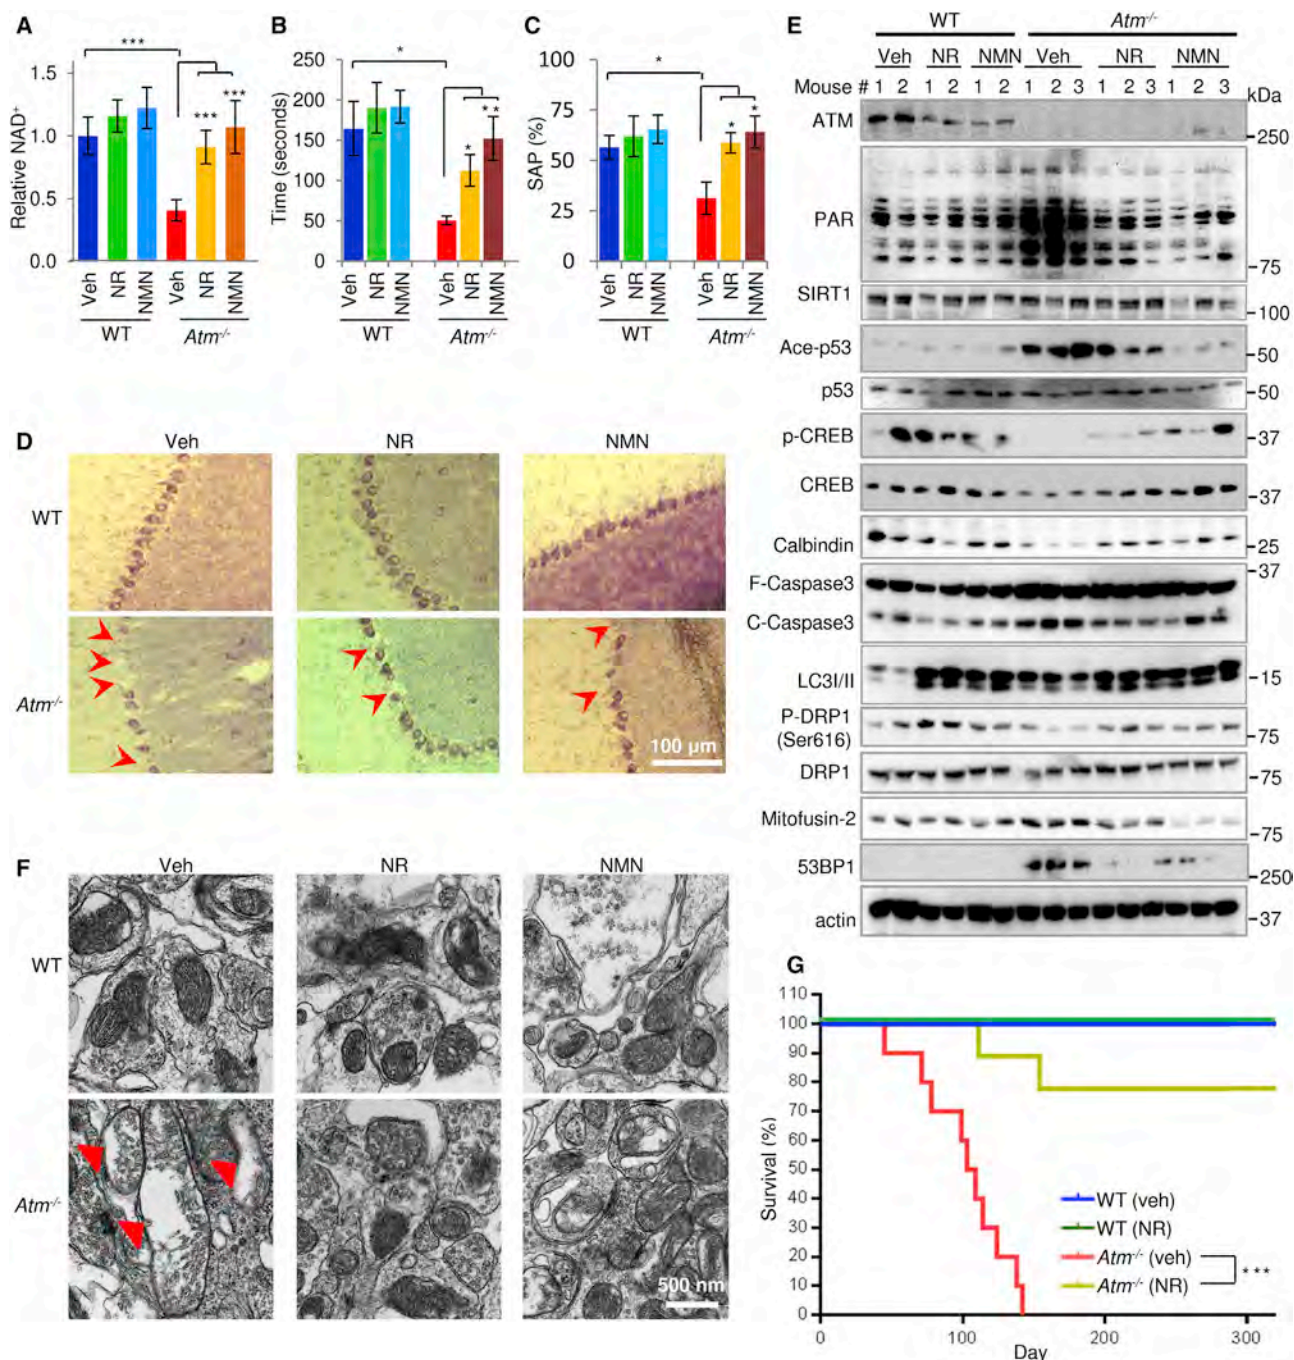 A
***
1.5
1.0
0.5
0.0
Relative NAD⁺
***
***
Veh
NR
NMN
Veh
NR
NMN
WT
Atm-/-
B
*
250
200
150
100
50
0
Time (seconds)
*
**
Veh
NR
NMN
Veh
NR
NMN
WT
Atm-/-
C
*
100
75
50
25
0
SAP (%)
*
*
Veh
NR
NMN
Veh
NR
NMN
WT
Atm-/-
D
Veh NR NMN
WT
Atm-/-
100 µm
E
WT Atm-/-
Veh NR NMN Veh NR NMN
Mouse # 1 2 1 2 1 2 1 2 3 1 2 3 1 2 3 kDa
ATM
250
PAR
75
SIRT1
100
Ace-p53
50
p53
50
p-CREB
37
CREB
37
Calbindin
25
37
F-Caspase3
C-Caspase3
LC3I/II
15
P-DRP1
(Ser616)
75
DRP1
75
Mitofusin-2
75
53BP1
250
actin
37
F
Veh NR NMN
WT
Atm-/-
500 nm
G
110
100
90
80
70
60
50
40
30
20
10
0
Survival (%)
WT (veh)
WT (NR)
Atm-/- (veh)
Atm-/- (NR)
***
0 100 200 300
Day